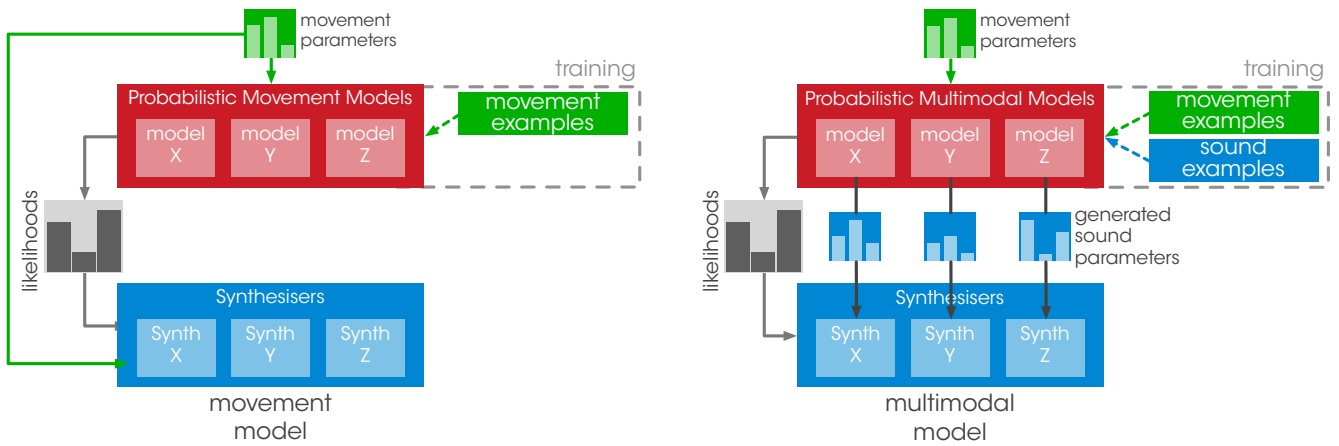 movement
parameters
training
Probabilistic Movement Models
movement
examples
model
X
model
Y
model
Z
likelihoods
Synthesisers
Synth
X
Synth
Y
Synth
Z
movement
model
movement
parameters
training
Probabilistic Multimodal Models
movement
examples
sound
examples
model
X
model
Y
model
Z
likelihoods
generated
sound
parameters
Synthesisers
Synth
X
Synth
Y
Synth
Z
multimodal
model